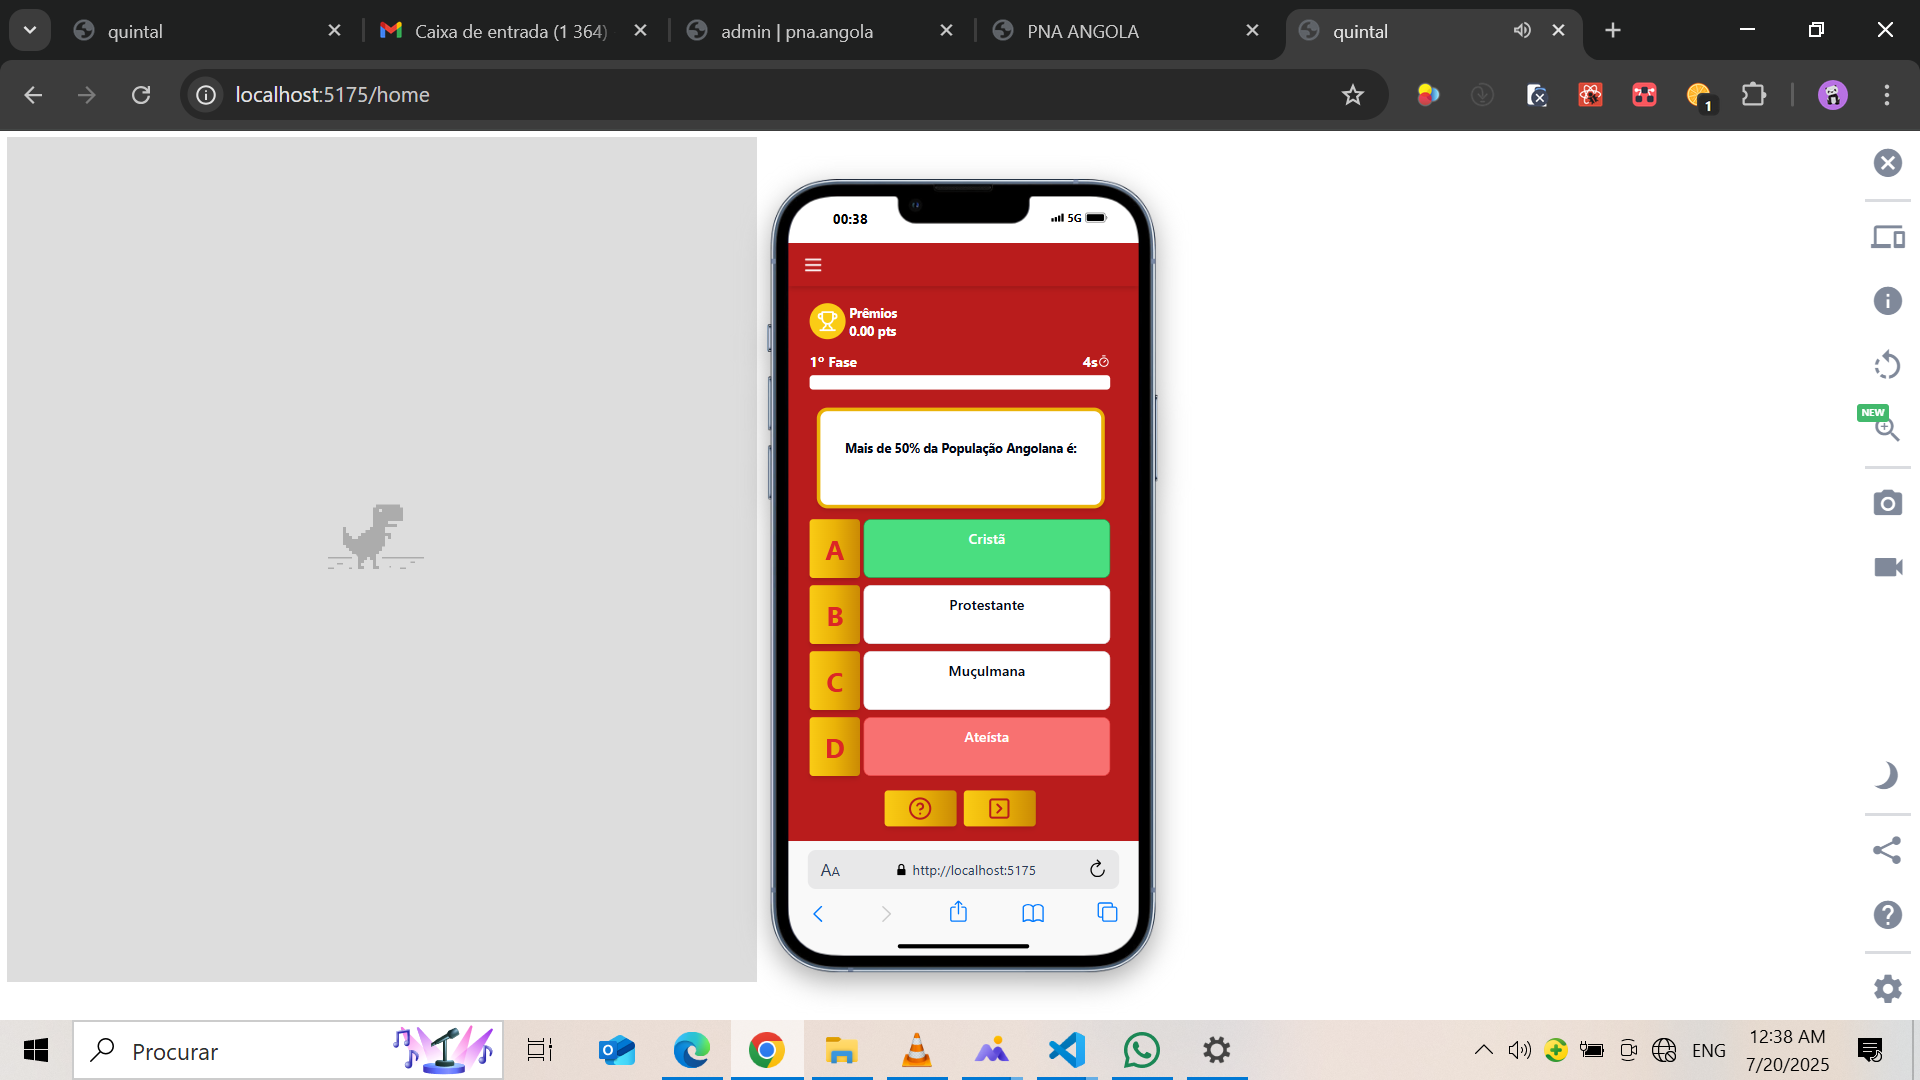 quintal
Caixa de entrada (1 364)
admin | pna.angola
PNA ANGOLA
quintal
localhost:5175/home
1
00:38
5G
Prêmios
0.00 pts
1º Fase
4s
Mais de 50% da População Angolana é:
A
Cristã
B
Protestante
C
Muçulmana
D
Ateísta
AA
http://localhost:5175
NEW
Procurar
ENG
12:38 AM
7/20/2025